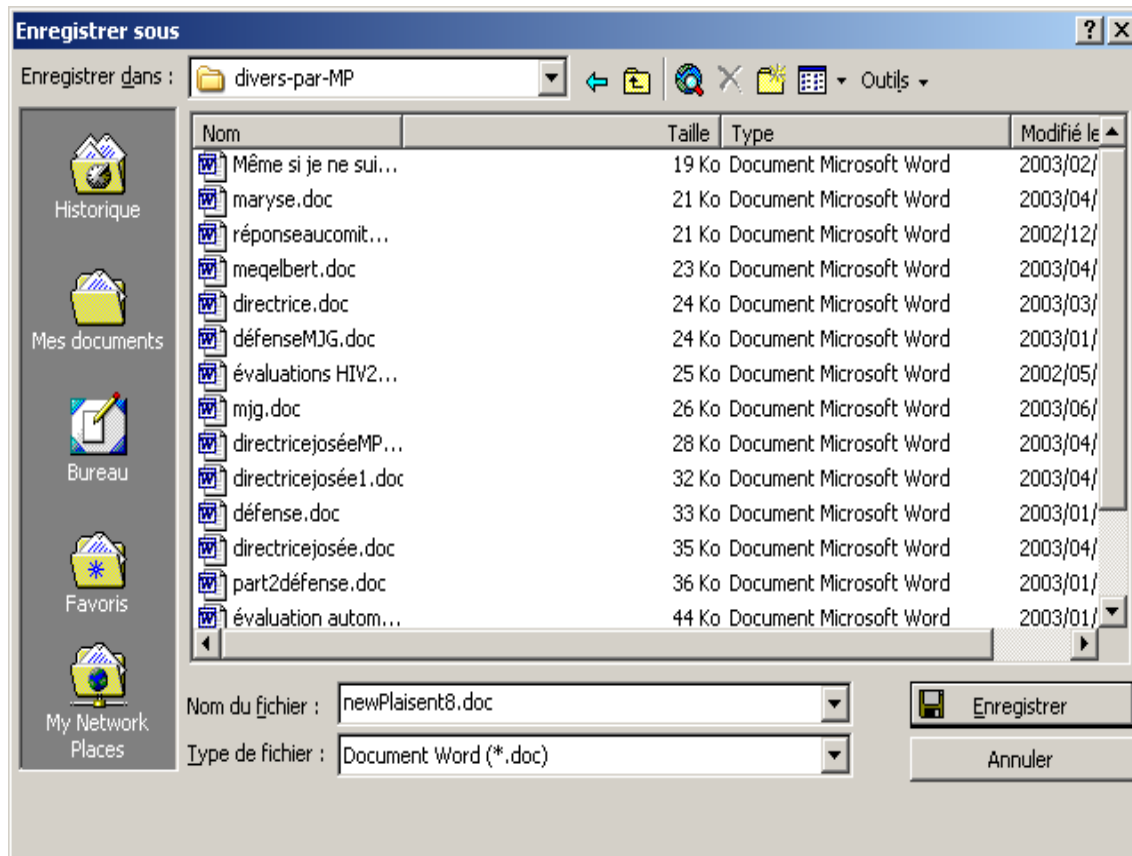 Enregistrer sous
Enregistrer dans : divers-par-MP Outils
Nom Taille Type Modifié le
Même si je ne sui... 19 Ko Document Microsoft Word 2003/02/
maryse.doc 21 Ko Document Microsoft Word 2003/04/
réponseaucomit... 21 Ko Document Microsoft Word 2002/12/
meqelbert.doc 23 Ko Document Microsoft Word 2003/04/
directrice.doc 24 Ko Document Microsoft Word 2003/03/
défenseMJG.doc 24 Ko Document Microsoft Word 2003/01/
évaluations HIV2... 25 Ko Document Microsoft Word 2002/05/
mjg.doc 26 Ko Document Microsoft Word 2003/06/
directricejoséeMP... 28 Ko Document Microsoft Word 2003/04/
directricejosée1.doc 32 Ko Document Microsoft Word 2003/04/
défense.doc 33 Ko Document Microsoft Word 2003/01/
directricejosée.doc 35 Ko Document Microsoft Word 2003/04/
part2défense.doc 36 Ko Document Microsoft Word 2003/01/
évaluation autom... 44 Ko Document Microsoft Word 2003/01/
Historique
Mes documents
Bureau
Favoris
My Network
Places
Nom du fichier : newPlaisent8.doc Enregistrer
Type de fichier : Document Word (*.doc) Annuler